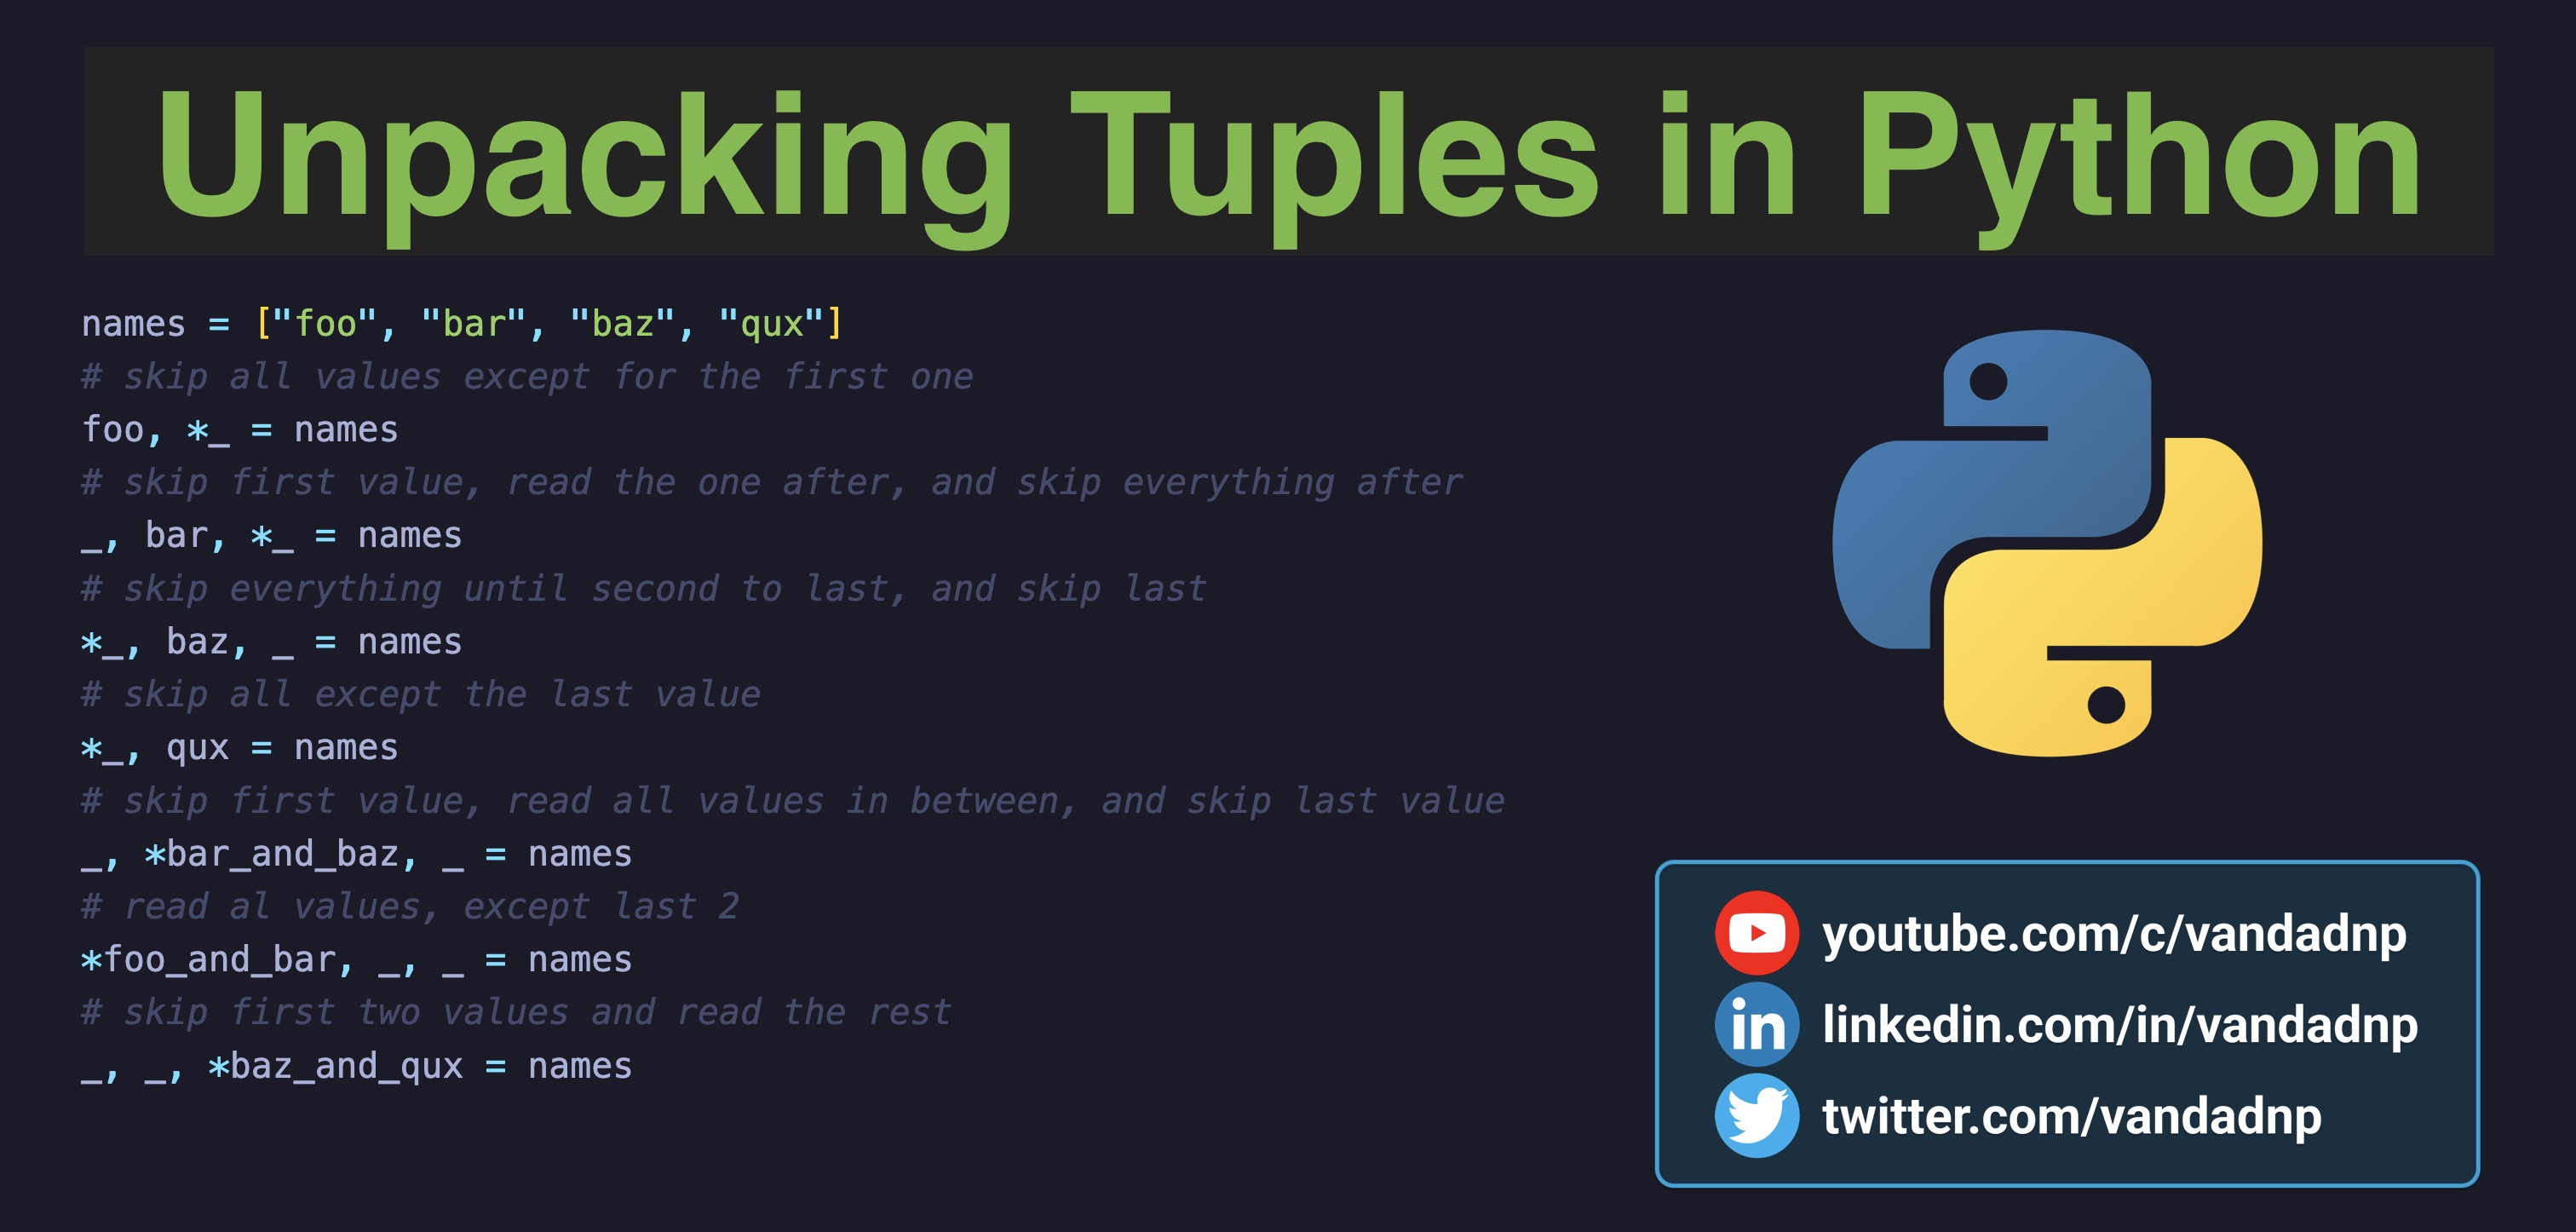 Unpacking Tuples in Python
names = ["foo", "bar", "baz", "qux"]
# skip all values except for the first one
foo, *_ = names
# skip first value, read the one after, and skip everything after
_, bar, *_ = names
# skip everything until second to last, and skip last
*_, baz, _ = names
# skip all except the last value
*_, qux = names
# skip first value, read all values in between, and skip last value
_, *bar_and_baz, _ = names
# read al values, except last 2
*foo_and_bar, _, _ = names
# skip first two values and read the rest
_, _, *baz_and_qux = names
youtube.com/c/vandadnp
in linkedin.com/in/vandadnp
twitter.com/vandadnp